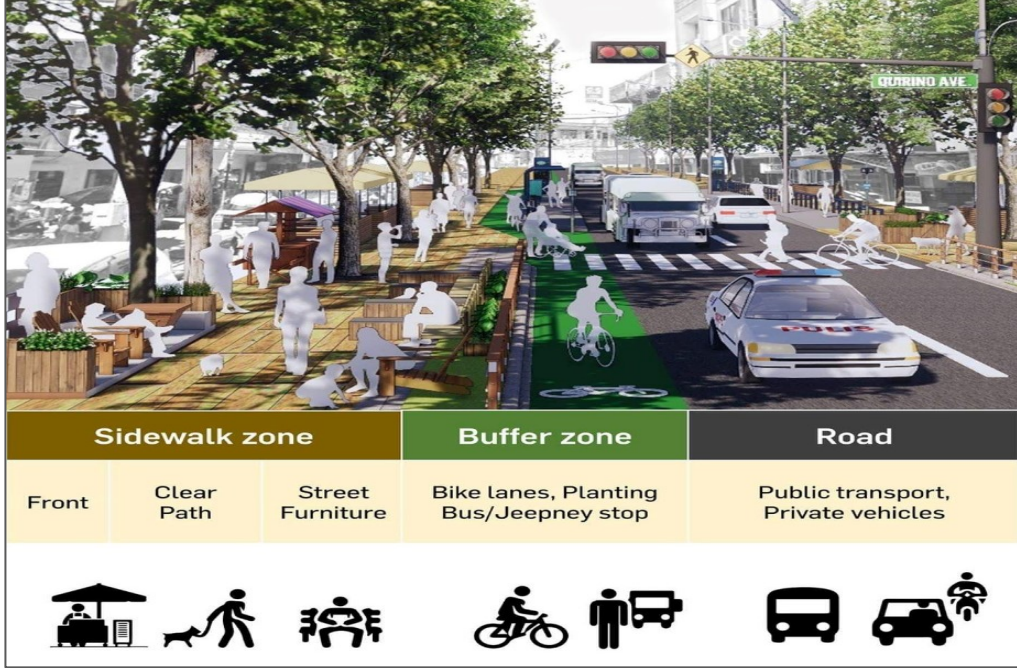 QUIRINO AVE.
POLIS
Sidewalk zone
Buffer zone
Road
Front
Clear
Path
Street
Furniture
Bike lanes, Planting
Bus/Jeepney stop
Public transport,
Private vehicles